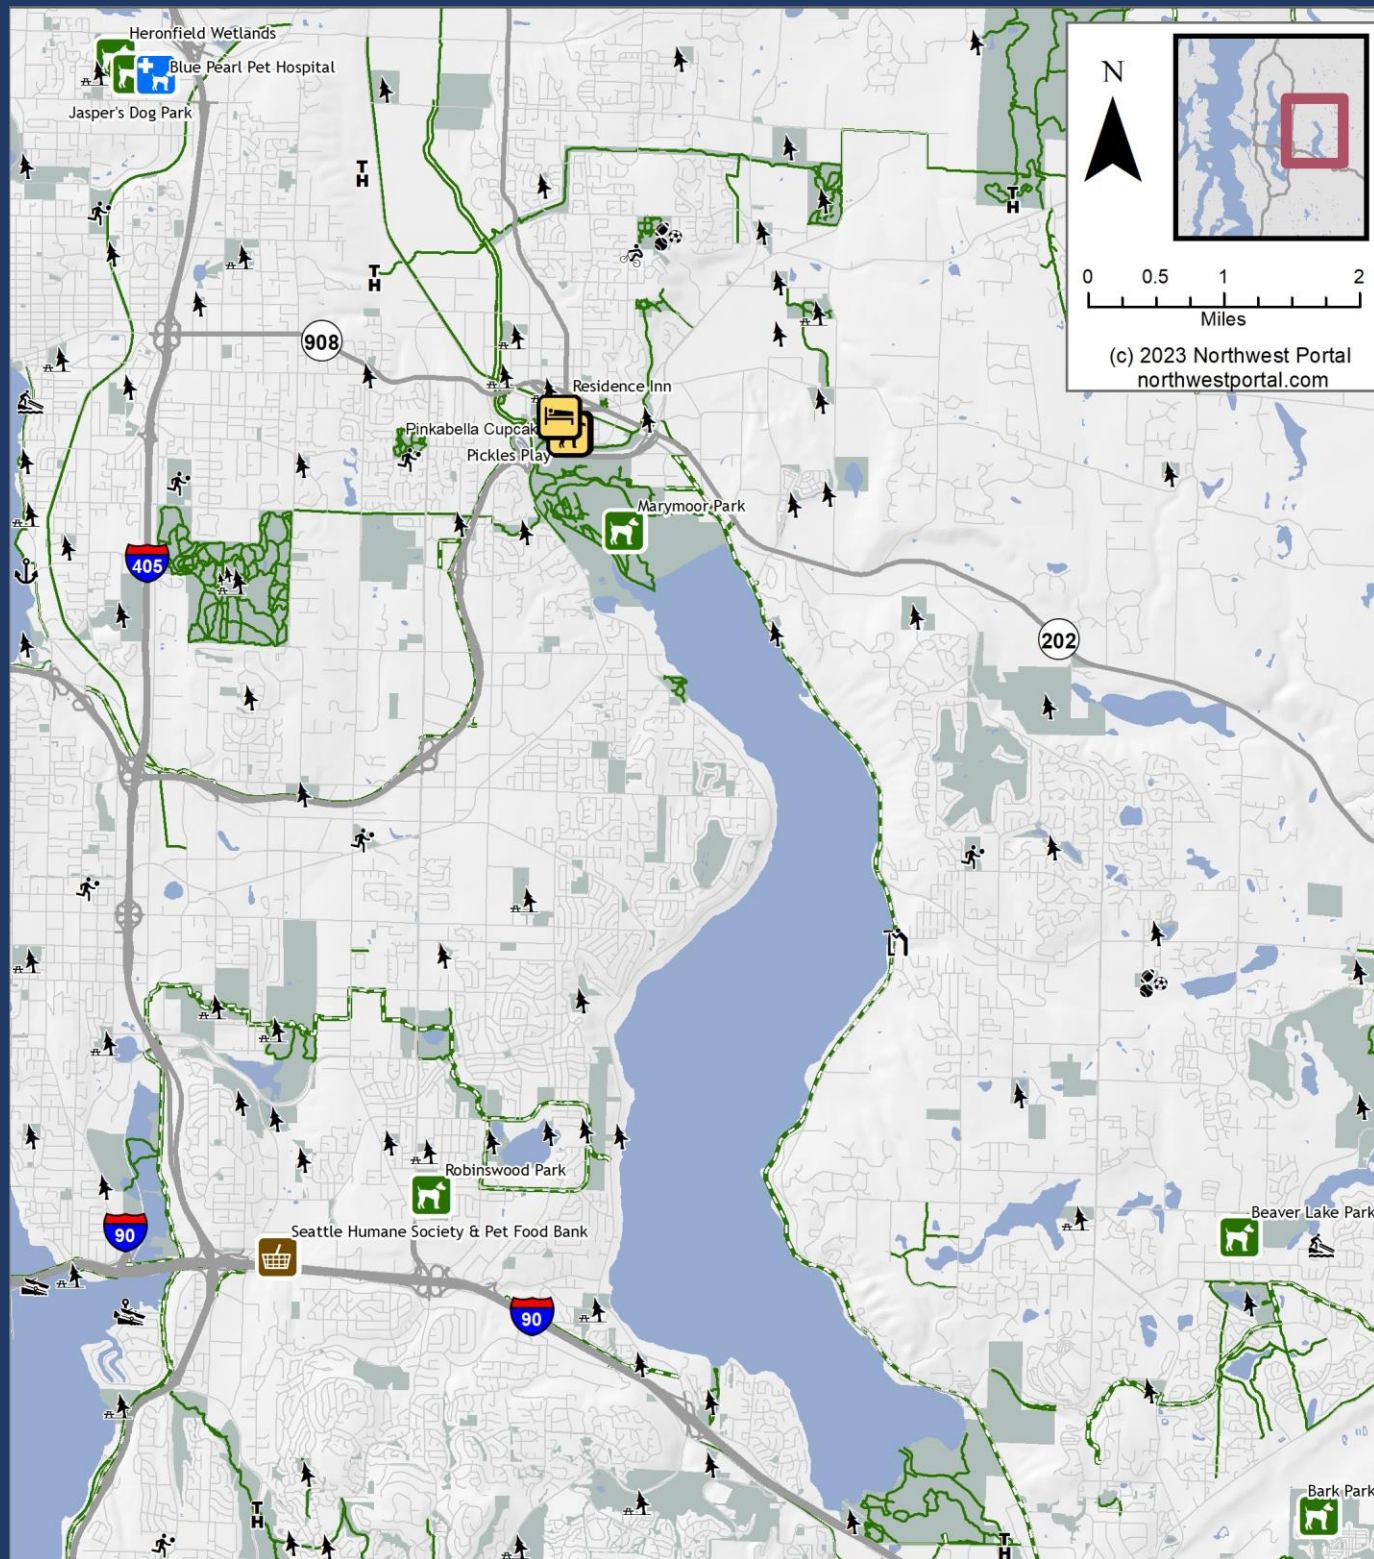 Heronfield Wetlands
Blue Pearl Pet Hospital
Jasper's Dog Park
N
0 0.5 1 2
Miles
(c) 2023 Northwest Portal
northwestportal.com
T
H
T
H
T
H
908
Residence Inn
Pinkabella Cupcak
Pickles Play
Marymoor Park
405
202
Robinswood Park
Seattle Humane Society & Pet Food Bank
90
90
Beaver Lake Park
Bark Park
T
H
T
H